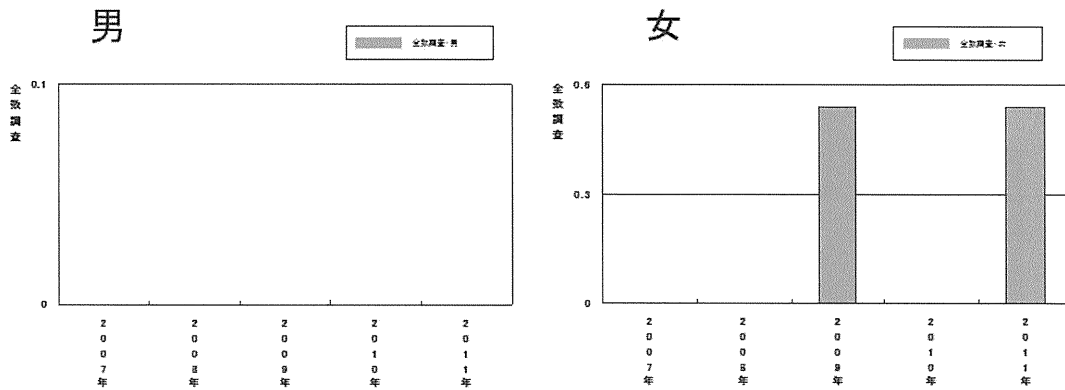 男
全数調査-男
全数調査
0.1
0
2007年
2008年
2009年
2010年
2011年
女
全数調査-女
全数調査
0.6
0.3
0
2007年
2008年
2009年
2010年
2011年